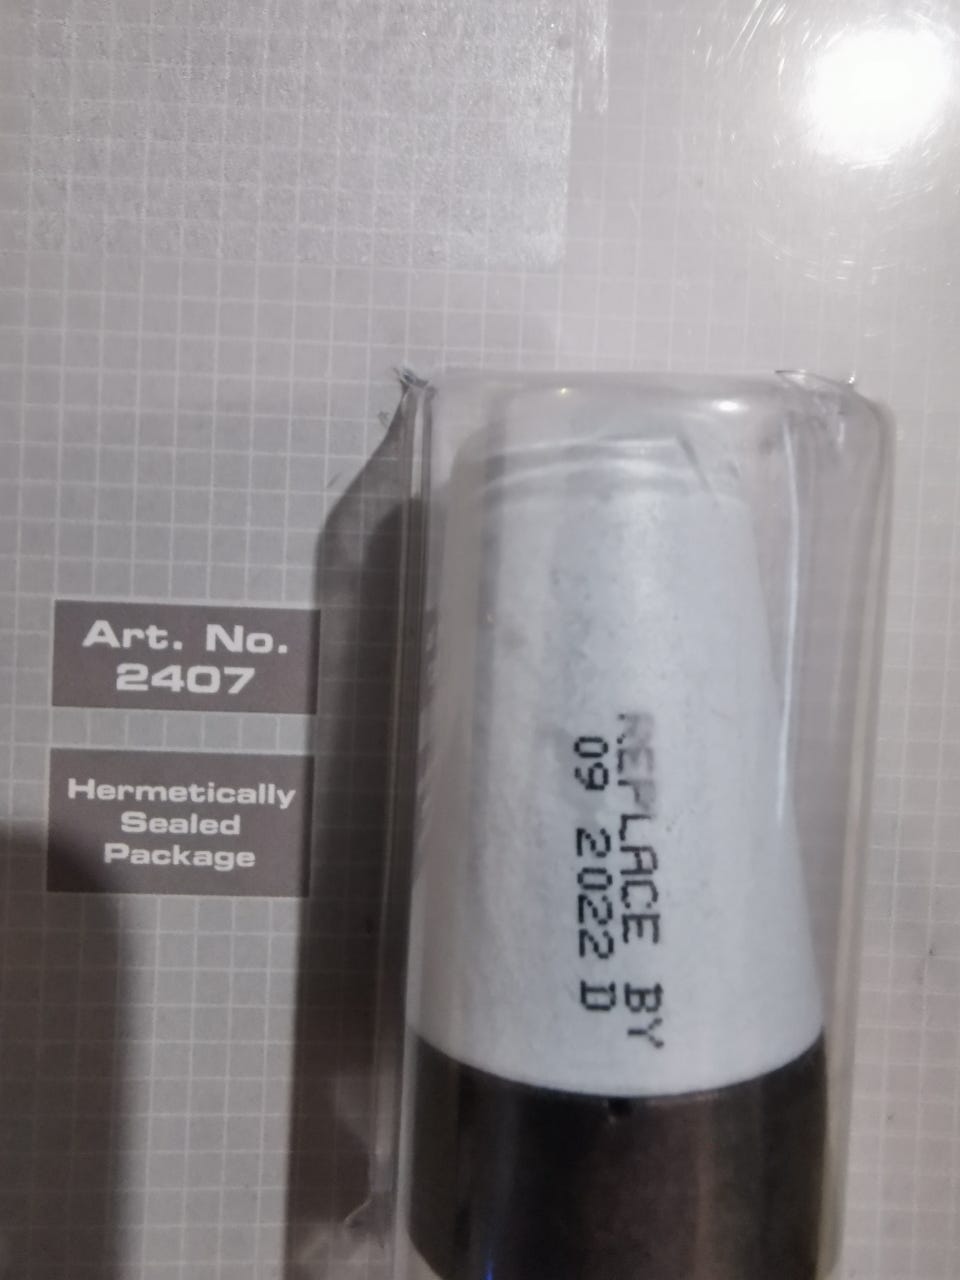 Art. No.
2407
Hermetically
Sealed
Package
REPLACE BY
09 2022 D